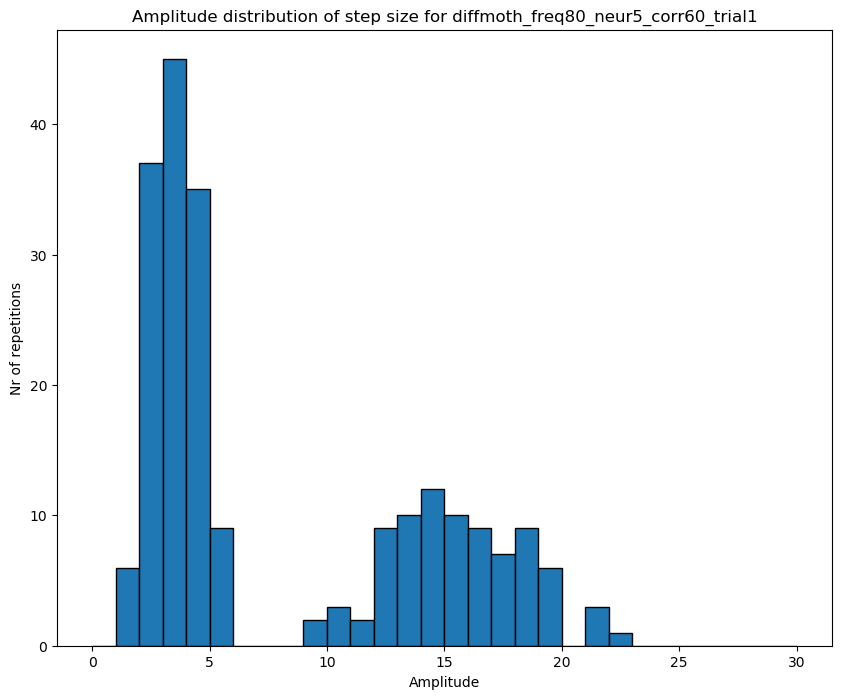 Amplitude distribution of step size for diffmoth_freq80_neur5_corr60_trial1
Nr of repetitions
40
30
20
10
0
0 5 10 15 20 25 30
Amplitude